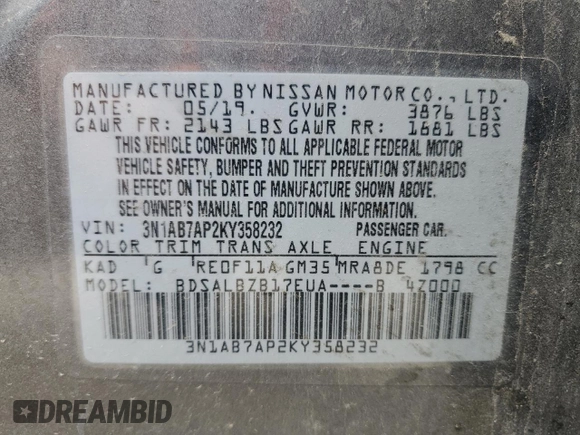 MANUFACTURED BY NISSAN MOTOR CO., LTD.
DATE: 05/19. GVWR: 3876 LBS
GAWR FR: 2143 LBS GAWR RR: 1681 LBS
THIS VEHICLE CONFORMS TO ALL APPLICABLE FEDERAL MOTOR
VEHICLE SAFETY, BUMPER AND THEFT PREVENTION STANDARDS
IN EFFECT ON THE DATE OF MANUFACTURE SHOWN ABOVE.
SEE OWNER'S MANUAL FOR ADDITIONAL INFORMATION.
VIN: 3N1AB7AP2KY358232 PASSENGER CAR.
COLOR TRIM TRANS AXLE ENGINE
KAD G RE0F11A GM35 MRA8DE 1798 CC
MODEL: BDSALBZB17EUA----B 4Z000
3N1AB7AP2KY358232
DREAMBID